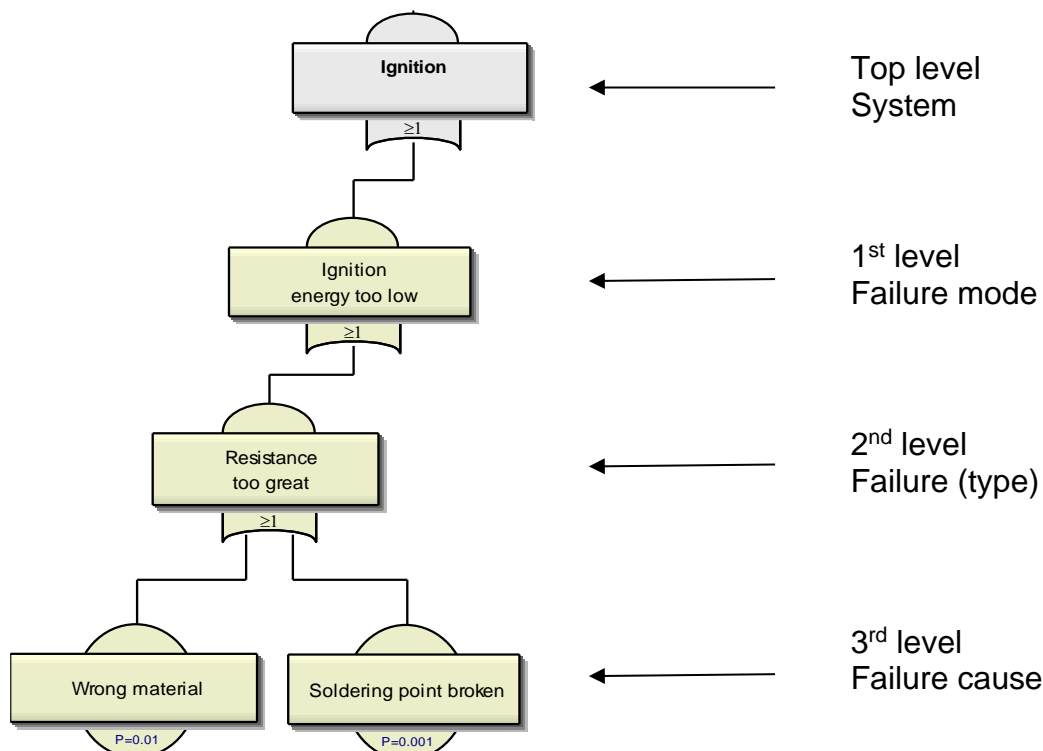 Ignition
≥1
Top level
System
Ignition
energy too low
≥1
1st level
Failure mode
Resistance
too great
≥1
2nd level
Failure (type)
Wrong material
P=0.01
Soldering point broken
P=0.001
3rd level
Failure cause